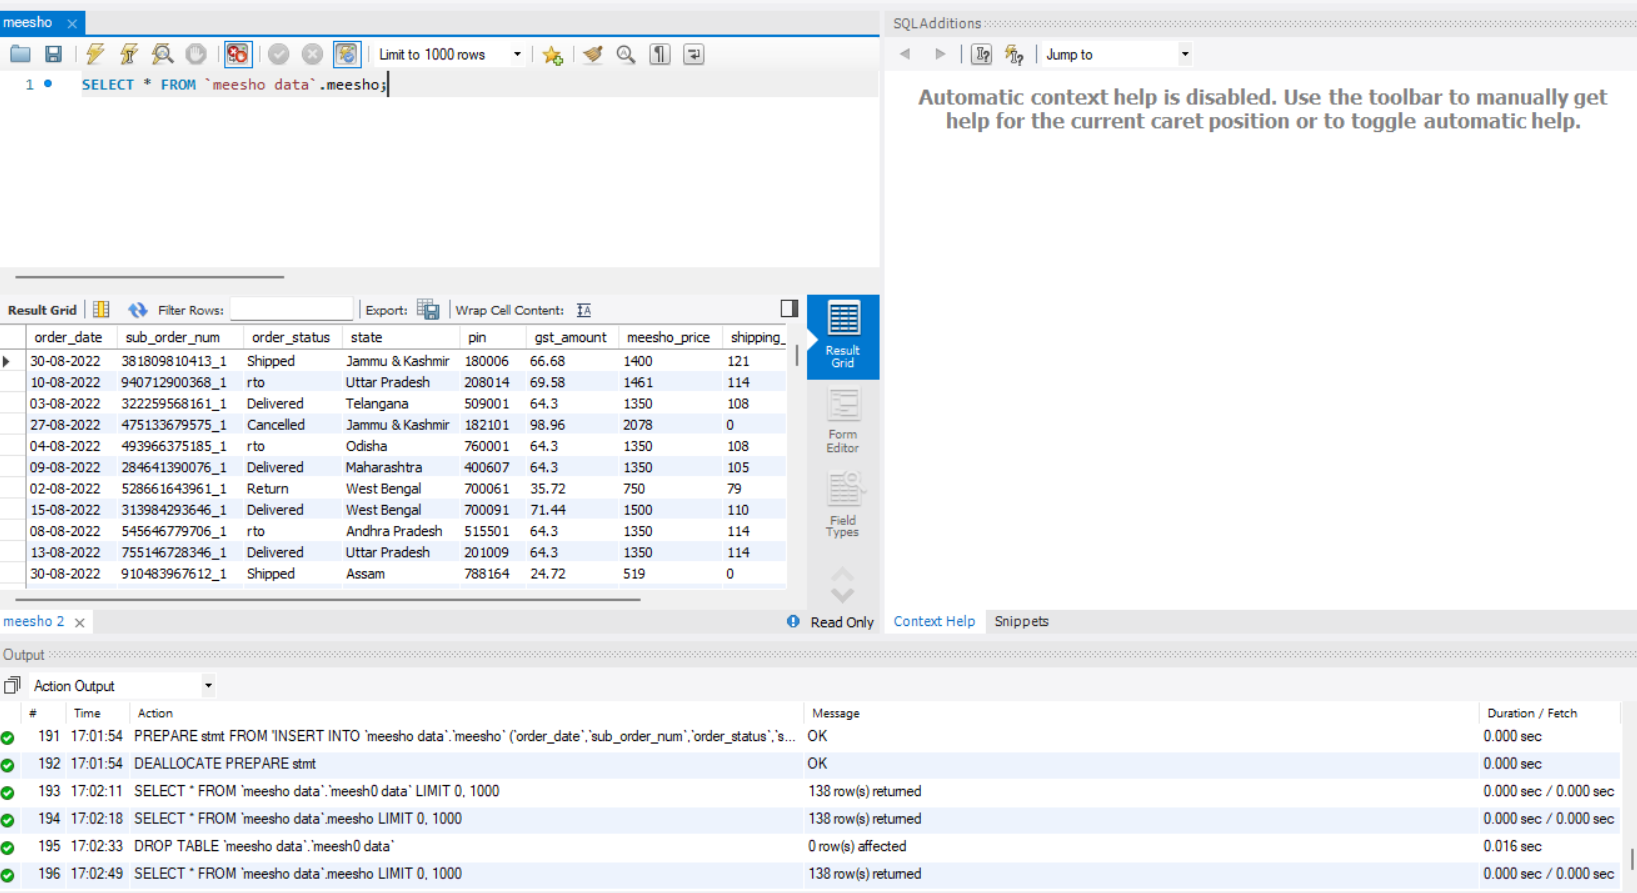 meesho
SQLAdditions
Limit to 1000 rows
Jump to
1 SELECT * FROM `meesho data`.meesho;
Automatic context help is disabled. Use the toolbar to manually get
help for the current caret position or to toggle automatic help.
Result Grid Filter Rows: Export: Wrap Cell Content:
order_date sub_order_num order_status state pin gst_amount meesho_price shipping_
30-08-2022 381809810413_1 Shipped Jammu & Kashmir 180006 66.68 1400 121
10-08-2022 940712900368_1 rto Uttar Pradesh 208014 69.58 1461 114
03-08-2022 322259568161_1 Delivered Telangana 509001 64.3 1350 108
27-08-2022 475133679575_1 Cancelled Jammu & Kashmir 182101 98.96 2078 0
04-08-2022 493966375185_1 rto Odisha 760001 64.3 1350 108
09-08-2022 284641390076_1 Delivered Maharashtra 400607 64.3 1350 105
02-08-2022 528661643961_1 Return West Bengal 700061 35.72 750 79
15-08-2022 313984293646_1 Delivered West Bengal 700091 71.44 1500 110
08-08-2022 545646779706_1 rto Andhra Pradesh 515501 64.3 1350 114
13-08-2022 755146728346_1 Delivered Uttar Pradesh 201009 64.3 1350 114
30-08-2022 910483967612_1 Shipped Assam 788164 24.72 519 0
Result
Grid
Form
Editor
Field
Types
meesho 2
Read Only
Context Help Snippets
Output
Action Output
# Time Action Message Duration / Fetch
191 17:01:54 PREPARE stmt FROM 'INSERT INTO `meesho data`.`meesho` (`order_date`,`sub_order_num`,`order_status`,`s... OK 0.000 sec
192 17:01:54 DEALLOCATE PREPARE stmt OK 0.000 sec
193 17:02:11 SELECT * FROM `meesho data`.`meesh0 data` LIMIT 0, 1000 138 row(s) returned 0.000 sec / 0.000 sec
194 17:02:18 SELECT * FROM `meesho data`.meesho LIMIT 0, 1000 138 row(s) returned 0.000 sec / 0.000 sec
195 17:02:33 DROP TABLE `meesho data`.`meesh0 data` 0 row(s) affected 0.016 sec
196 17:02:49 SELECT * FROM `meesho data`.meesho LIMIT 0, 1000 138 row(s) returned 0.000 sec / 0.000 sec